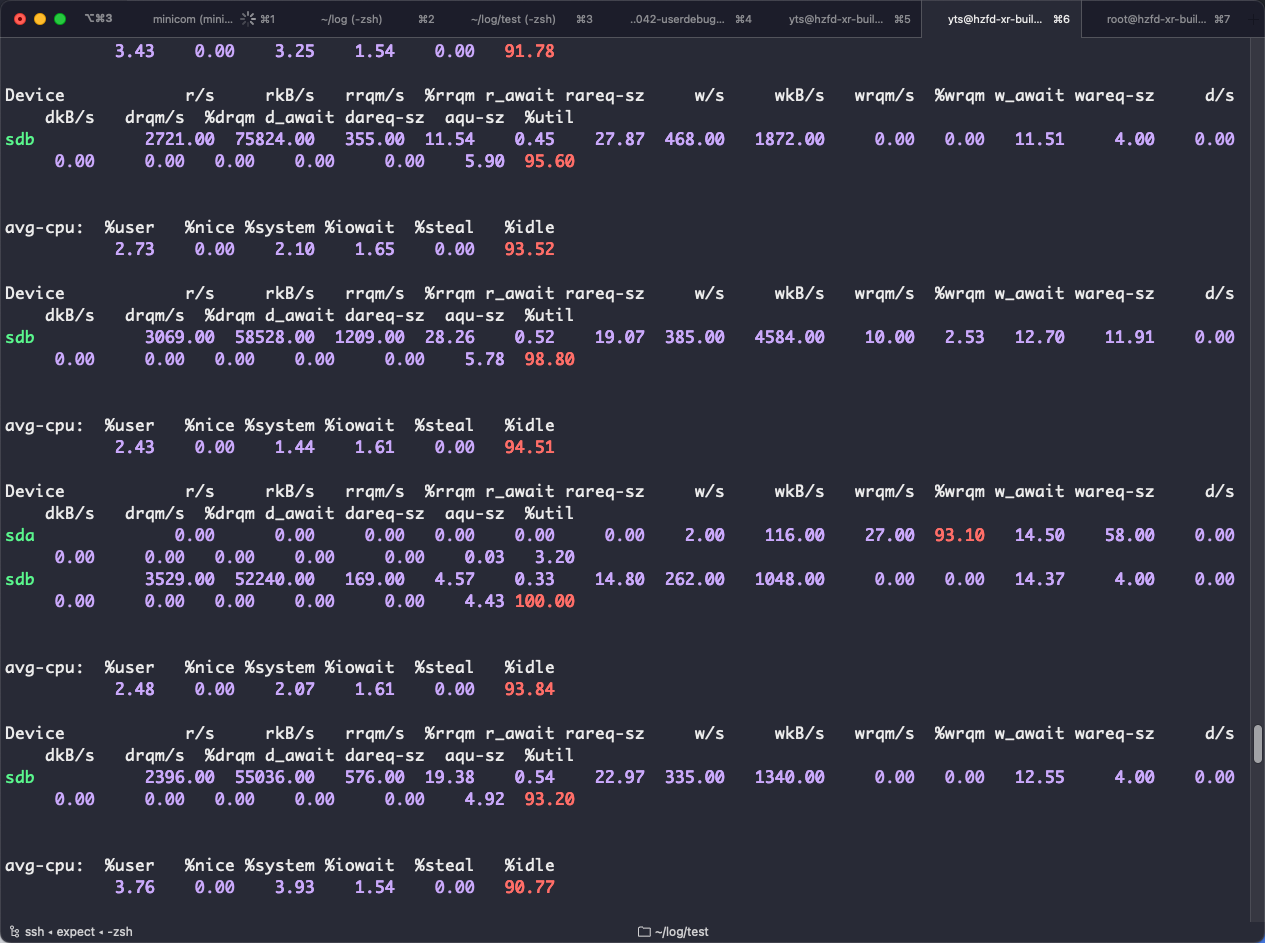 ⌥⌘3 minicom (mini... ⌘1 ~/log (-zsh) ⌘2 ~/log/test (-zsh) ⌘3 ..042-userdebug... ⌘4 yts@hzfd-xr-buil... ⌘5 yts@hzfd-xr-buil... ⌘6 root@hzfd-xr-buil... ⌘7
3.43 0.00 3.25 1.54 0.00 91.78
Device r/s rkB/s rrqm/s %rrqm r_await rareq-sz w/s wkB/s wrqm/s %wrqm w_await wareq-sz d/s
dkB/s drqm/s %drqm d_await dareq-sz aqu-sz %util
sdb 2721.00 75824.00 355.00 11.54 0.45 27.87 468.00 1872.00 0.00 0.00 11.51 4.00 0.00
0.00 0.00 0.00 0.00 0.00 5.90 95.60
avg-cpu: %user %nice %system %iowait %steal %idle
2.73 0.00 2.10 1.65 0.00 93.52
Device r/s rkB/s rrqm/s %rrqm r_await rareq-sz w/s wkB/s wrqm/s %wrqm w_await wareq-sz d/s
dkB/s drqm/s %drqm d_await dareq-sz aqu-sz %util
sdb 3069.00 58528.00 1209.00 28.26 0.52 19.07 385.00 4584.00 10.00 2.53 12.70 11.91 0.00
0.00 0.00 0.00 0.00 0.00 5.78 98.80
avg-cpu: %user %nice %system %iowait %steal %idle
2.43 0.00 1.44 1.61 0.00 94.51
Device r/s rkB/s rrqm/s %rrqm r_await rareq-sz w/s wkB/s wrqm/s %wrqm w_await wareq-sz d/s
dkB/s drqm/s %drqm d_await dareq-sz aqu-sz %util
sda 0.00 0.00 0.00 0.00 0.00 0.00 2.00 116.00 27.00 93.10 14.50 58.00 0.00
0.00 0.00 0.00 0.00 0.00 0.03 3.20
sdb 3529.00 52240.00 169.00 4.57 0.33 14.80 262.00 1048.00 0.00 0.00 14.37 4.00 0.00
0.00 0.00 0.00 0.00 0.00 4.43 100.00
avg-cpu: %user %nice %system %iowait %steal %idle
2.48 0.00 2.07 1.61 0.00 93.84
Device r/s rkB/s rrqm/s %rrqm r_await rareq-sz w/s wkB/s wrqm/s %wrqm w_await wareq-sz d/s
dkB/s drqm/s %drqm d_await dareq-sz aqu-sz %util
sdb 2396.00 55036.00 576.00 19.38 0.54 22.97 335.00 1340.00 0.00 0.00 12.55 4.00 0.00
0.00 0.00 0.00 0.00 0.00 4.92 93.20
avg-cpu: %user %nice %system %iowait %steal %idle
3.76 0.00 3.93 1.54 0.00 90.77
ssh ◂ expect ◂ -zsh ~/log/test